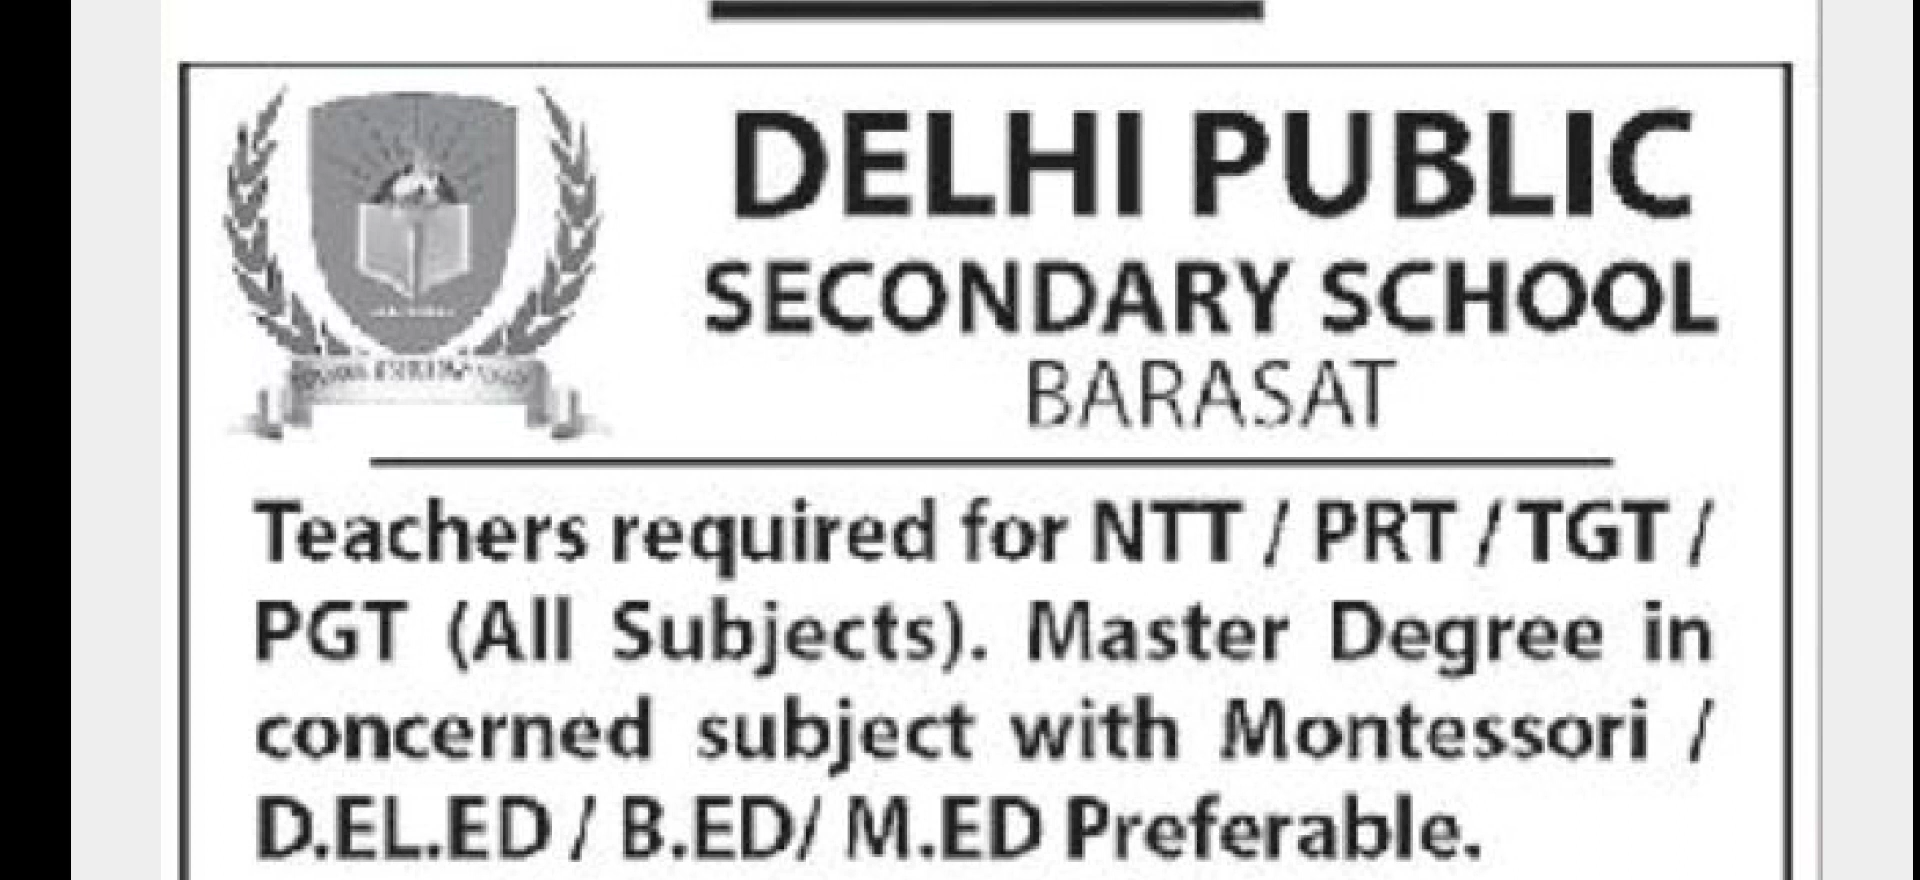 DELHI PUBLIC
SECONDARY SCHOOL
BARASAT
Teachers required for NTT / PRT / TGT /
PGT (All Subjects). Master Degree in
concerned subject with Montessori /
D.EL.ED / B.ED/ M.ED Preferable.